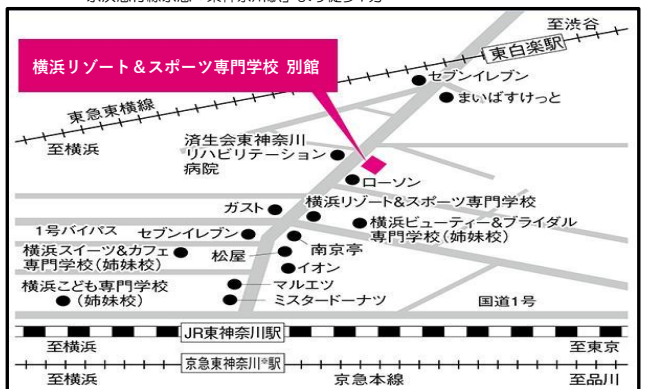 至渋谷
東白楽駅
横浜リゾート＆スポーツ専門学校 別館
セブンイレブン
まいばすけっと
東急東横線
至横浜
済生会東神奈川
リハビリテーション
病院
ローソン
横浜リゾート&スポーツ専門学校
ガスト
横浜ビューティー&ブライダル
専門学校(姉妹校)
1号バイパス
セブンイレブン
横浜スイーツ&カフェ
専門学校(姉妹校)
松屋
南京亭
イオン
横浜こども専門学校
(姉妹校)
マルエツ
ミスタードーナツ
国道1号
JR東神奈川駅
至横浜
至東京
京急東神奈川※駅
至横浜
京急本線
至品川